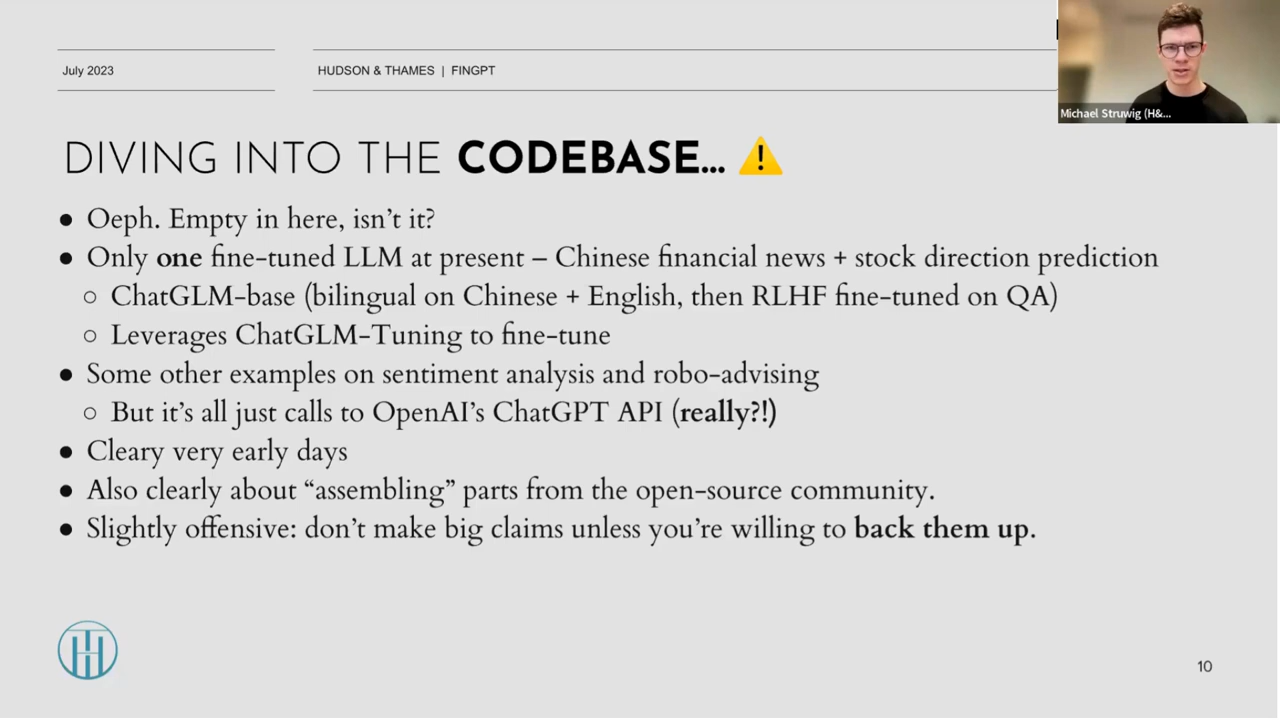 July 2023
HUDSON & THAMES | FINGPT
Michael Struwig (H&...
DIVING INTO THE CODEBASE... ⚠️
● Oeph. Empty in here, isn't it?
● Only one fine-tuned LLM at present – Chinese financial news + stock direction prediction
○ ChatGLM-base (bilingual on Chinese + English, then RLHF fine-tuned on QA)
○ Leverages ChatGLM-Tuning to fine-tune
● Some other examples on sentiment analysis and robo-advising
○ But it's all just calls to OpenAI's ChatGPT API (really?!)
● Cleary very early days
● Also clearly about “assembling” parts from the open-source community.
● Slightly offensive: don't make big claims unless you're willing to back them up.
10